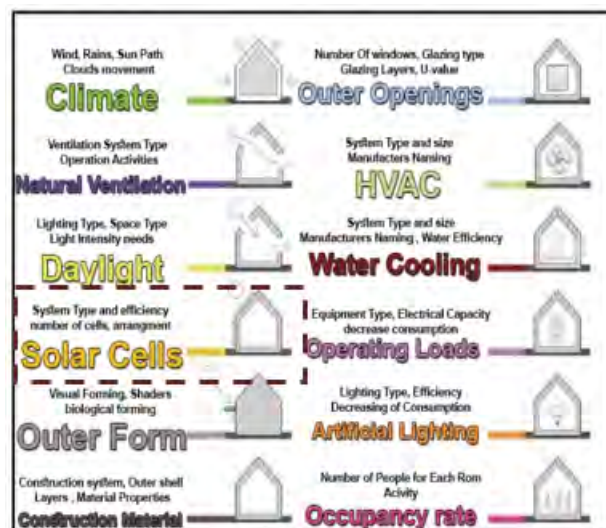 Wind, Rains, Sun Path
Clouds movement
Climate
Ventilation System Type
Operation Activities
Natural Ventilation
Lighting Type, Space Type
Light Intensity needs
Daylight
System Type and efficiency
number of cells, arrangment
Solar Cells
Visual Forming, Shaders
biological forming
Outer Form
Construction system, Outer shell
Layers , Material Properties
Construction Material
Number Of windows, Glazing type
Glazing Layers, U-value
Outer Openings
System Type and size
Manufacters Naming
HVAC
System Type and size
Manufacturers Naming , Water Efficiency
Water Cooling
Equipment Type, Electrical Capacity
decrease consumption
Operating Loads
Lighting Type, Efficiency
Decreasing of Consumption
Artificial Lighting
Number of People for Each Rom
Acivity
Occupancy rate